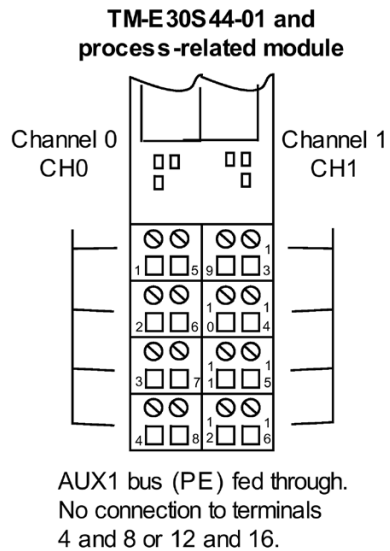 TM-E30S44-01 and
process-related module
Channel 0
CH0
Channel 1
CH1
1 5 9 13
2 6 10 14
3 7 11 15
4 8 12 16
AUX1 bus (PE) fed through.
No connection to terminals
4 and 8 or 12 and 16.